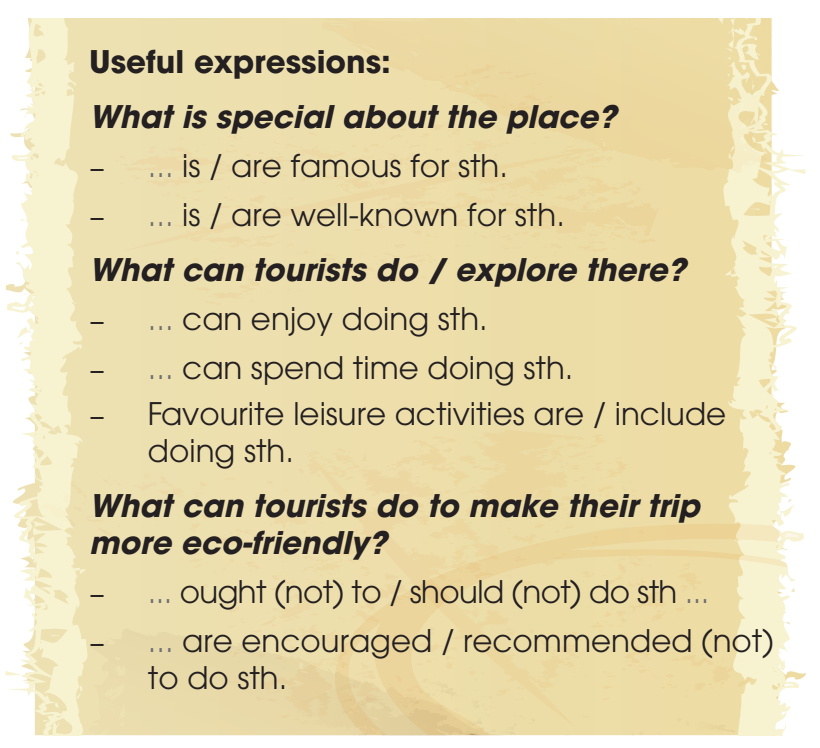 Useful expressions:
What is special about the place?
– ... is / are famous for sth.
– ... is / are well-known for sth.
What can tourists do / explore there?
– ... can enjoy doing sth.
– ... can spend time doing sth.
– Favourite leisure activities are / include
doing sth.
What can tourists do to make their trip
more eco-friendly?
– ... ought (not) to / should (not) do sth ...
– ... are encouraged / recommended (not)
to do sth.